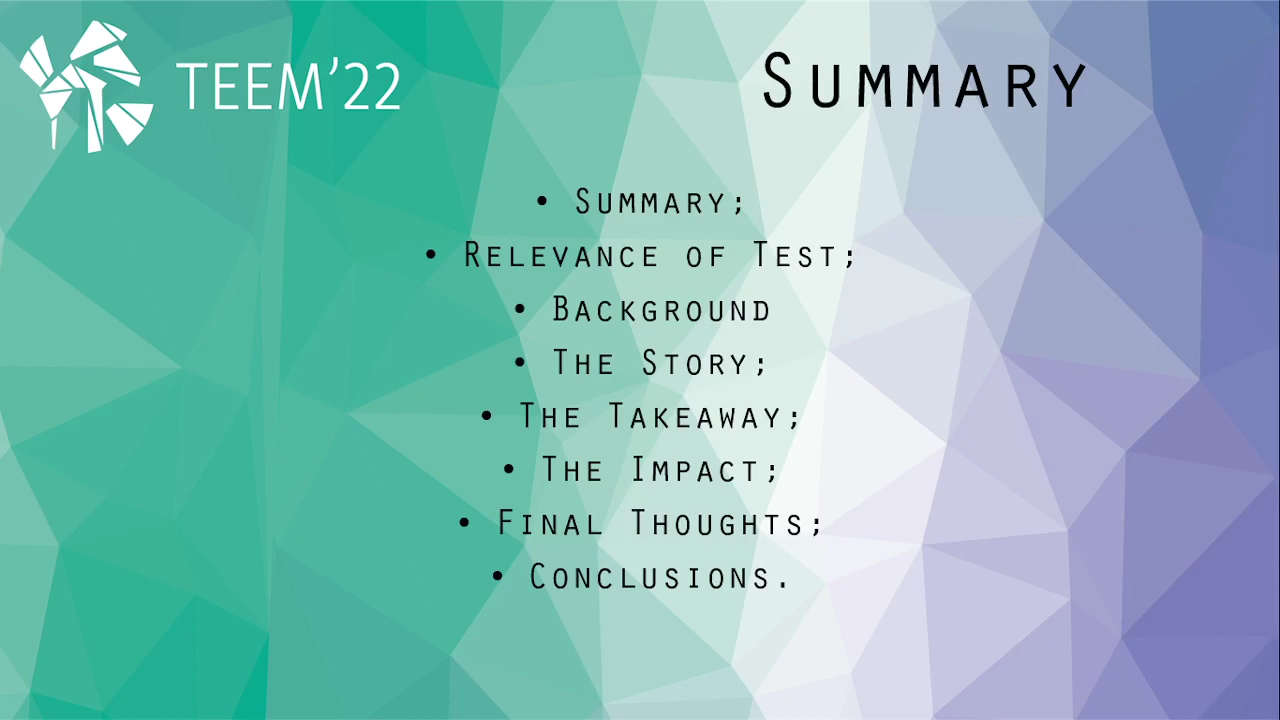 TEEM’22
Summary
• Summary;
• Relevance of Test;
• Background
• The Story;
• The Takeaway;
• The Impact;
• Final Thoughts;
• Conclusions.